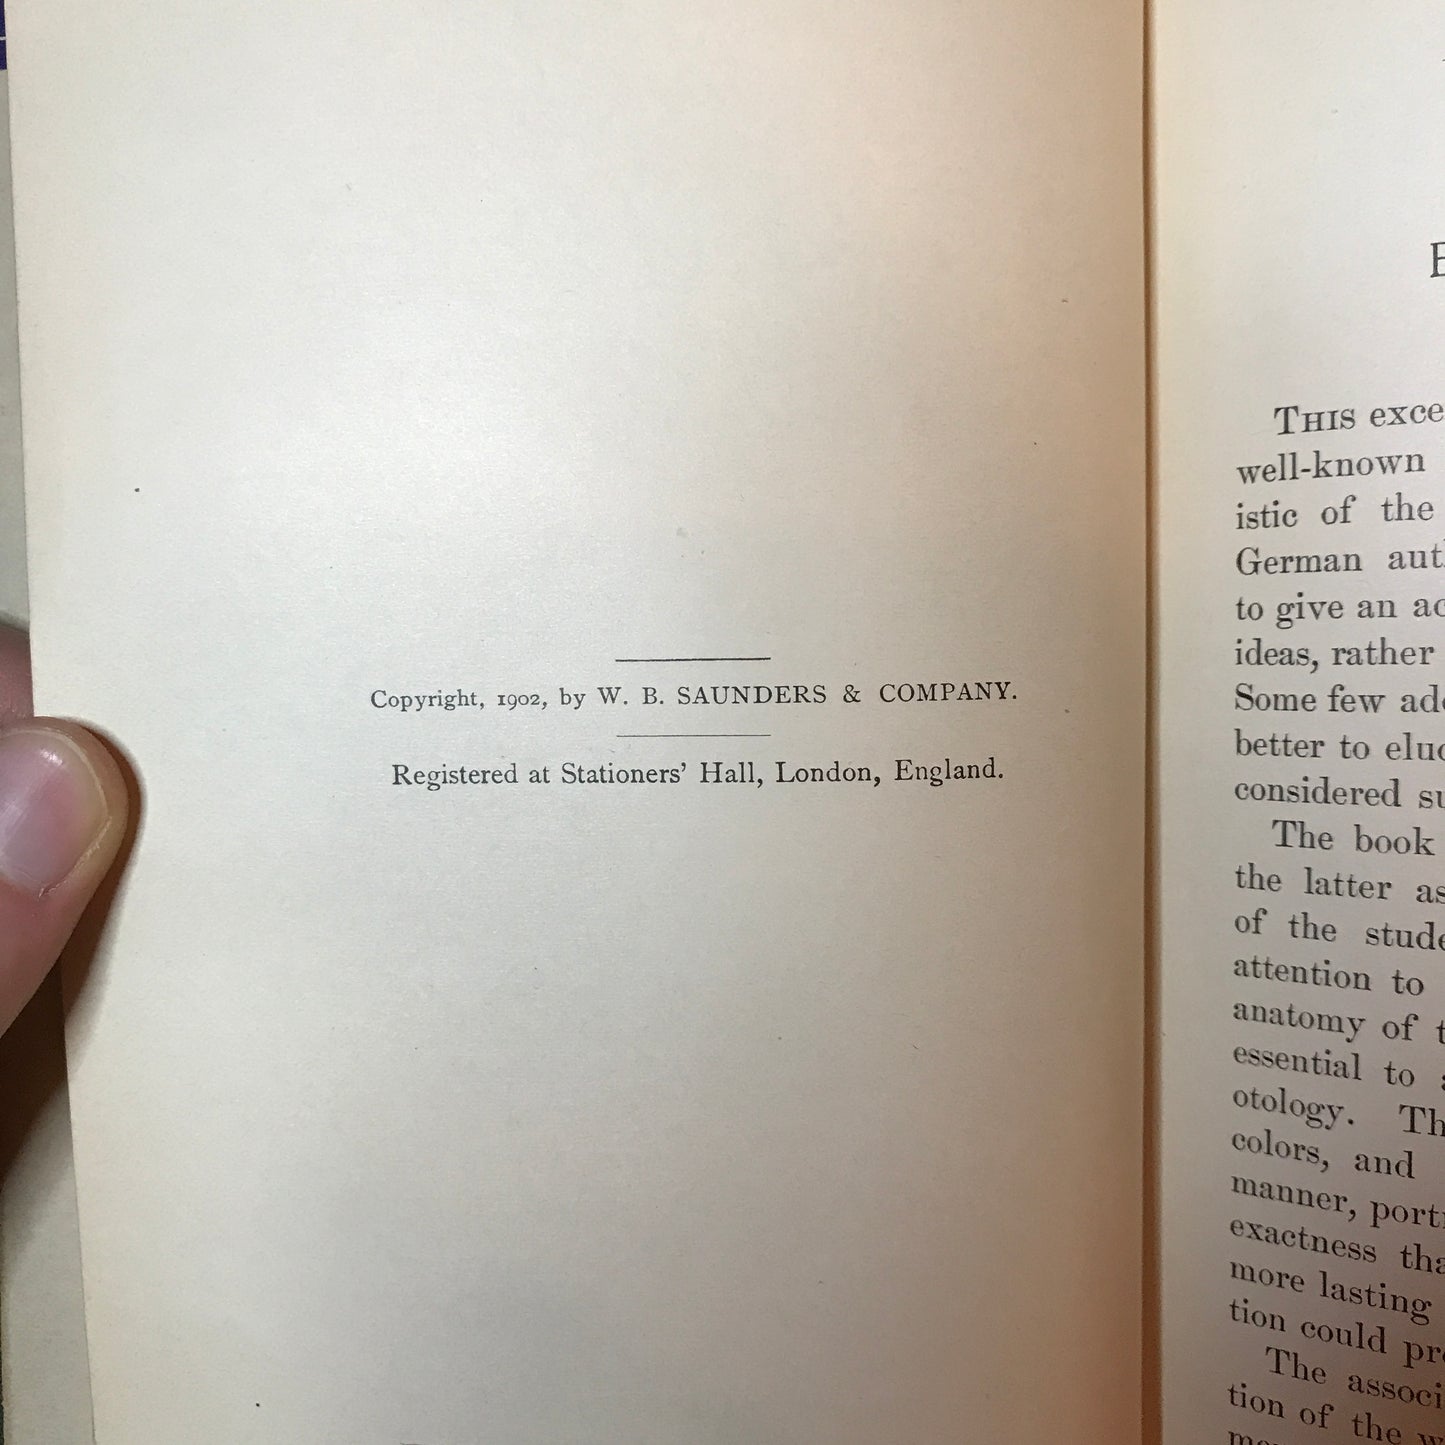 Copyright, 1902, by W. B. SAUNDERS & COMPANY.
Registered at Stationers' Hall, London, England.
THIS
well-known
istic of the
German
to give an
ideas, rather
Some few
better to
considered
The book
the latter
of the
attention to
anatomy of
essential to
otology.
colors, and
manner,
exactness
more lasting
tion could
The
tion of the